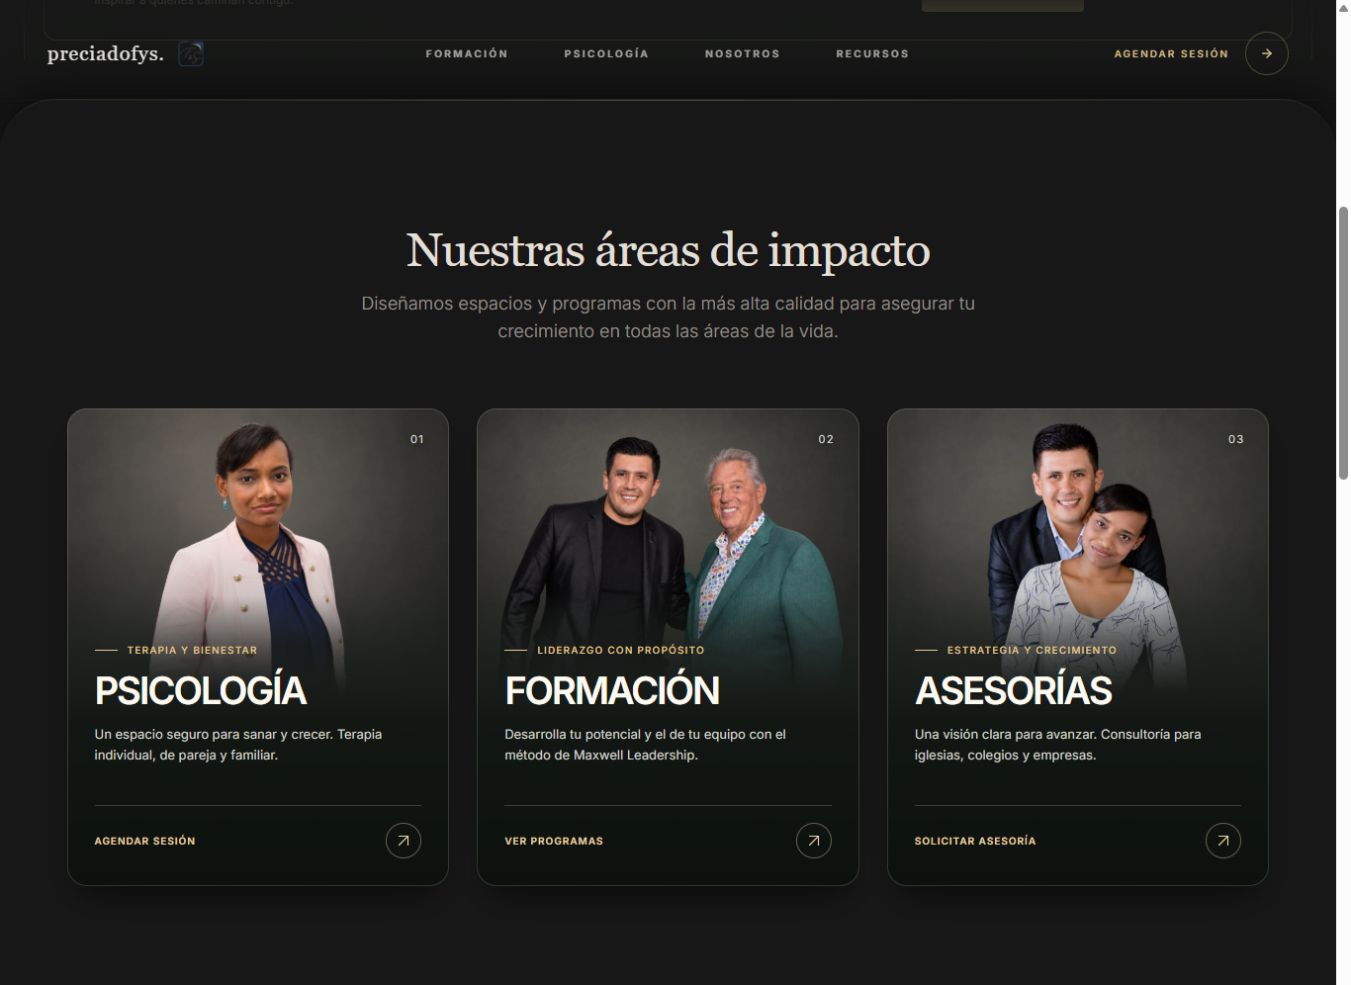 inspirar a quienes caminan contigo.
preciadofys.
FORMACIÓN
PSICOLOGÍA
NOSOTROS
RECURSOS
AGENDAR SESIÓN
Nuestras áreas de impacto
Diseñamos espacios y programas con la más alta calidad para asegurar tu
crecimiento en todas las áreas de la vida.
01
TERAPIA Y BIENESTAR
PSICOLOGÍA
Un espacio seguro para sanar y crecer. Terapia
individual, de pareja y familiar.
AGENDAR SESIÓN
02
LIDERAZGO CON PROPÓSITO
FORMACIÓN
Desarrolla tu potencial y el de tu equipo con el
método de Maxwell Leadership.
VER PROGRAMAS
03
ESTRATEGIA Y CRECIMIENTO
ASESORÍAS
Una visión clara para avanzar. Consultoría para
iglesias, colegios y empresas.
SOLICITAR ASESORÍA